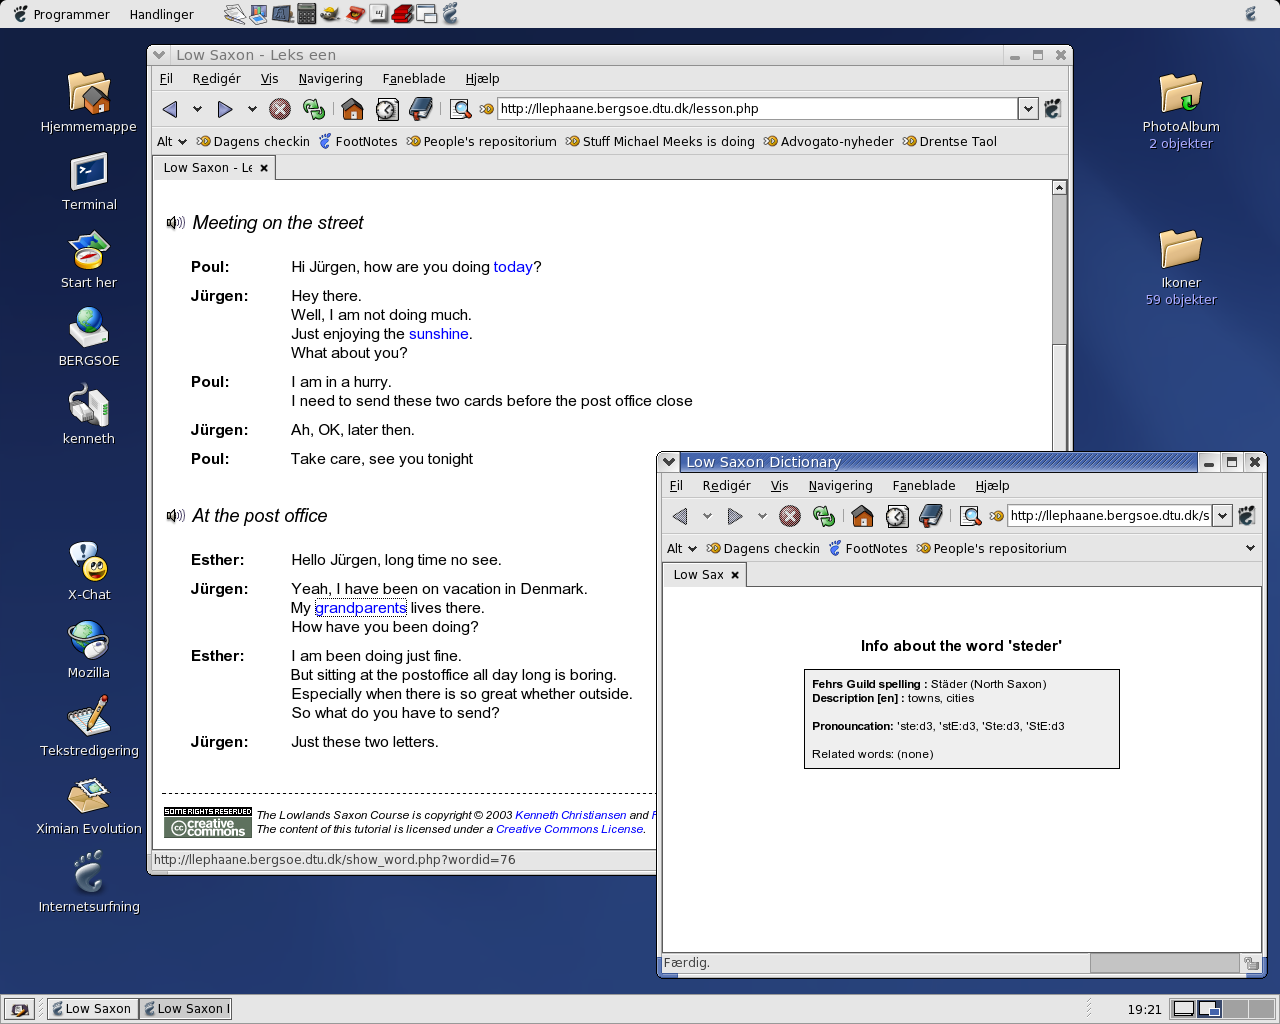 Programmer Handlinger
Hjemmemappe
Terminal
Start her
BERGSOE
kenneth
X-Chat
Mozilla
Tekstredigering
Ximian Evolution
Internetsurfning
PhotoAlbum
2 objekter
Ikoner
59 objekter
Low Saxon - Leks een
Fil Redigér Vis Navigering Faneblade Hjælp
http://llephaane.bergsoe.dtu.dk/lesson.php
Alt Dagens checkin FootNotes People's repositorium Stuff Michael Meeks is doing Advogato-nyheder Drentse Taol
Low Saxon - Le
Meeting on the street
Poul: Hi Jürgen, how are you doing today?
Jürgen: Hey there.
Well, I am not doing much.
Just enjoying the sunshine.
What about you?
Poul: I am in a hurry.
I need to send these two cards before the post office close
Jürgen: Ah, OK, later then.
Poul: Take care, see you tonight
At the post office
Esther: Hello Jürgen, long time no see.
Jürgen: Yeah, I have been on vacation in Denmark.
My grandparents lives there.
How have you been doing?
Esther: I am been doing just fine.
But sitting at the postoffice all day long is boring.
Especially when there is so great whether outside.
So what do you have to send?
Jürgen: Just these two letters.
SOME RIGHTS RESERVED
creative
commons
The Lowlands Saxon Course is copyright © 2003 Kenneth Christiansen and
The content of this tutorial is licensed under a Creative Commons License.
http://llephaane.bergsoe.dtu.dk/show_word.php?wordid=76
Low Saxon Dictionary
Fil Redigér Vis Navigering Faneblade Hjælp
http://llephaane.bergsoe.dtu.dk/s
Alt Dagens checkin FootNotes People's repositorium
Low Sax
Info about the word 'steder'
Fehrs Guild spelling : Städer (North Saxon)
Description [en] : towns, cities
Pronouncation: 'ste:d3, 'stE:d3, 'Ste:d3, 'StE:d3
Related words: (none)
Færdig.
Low Saxon Low Saxon I 19:21